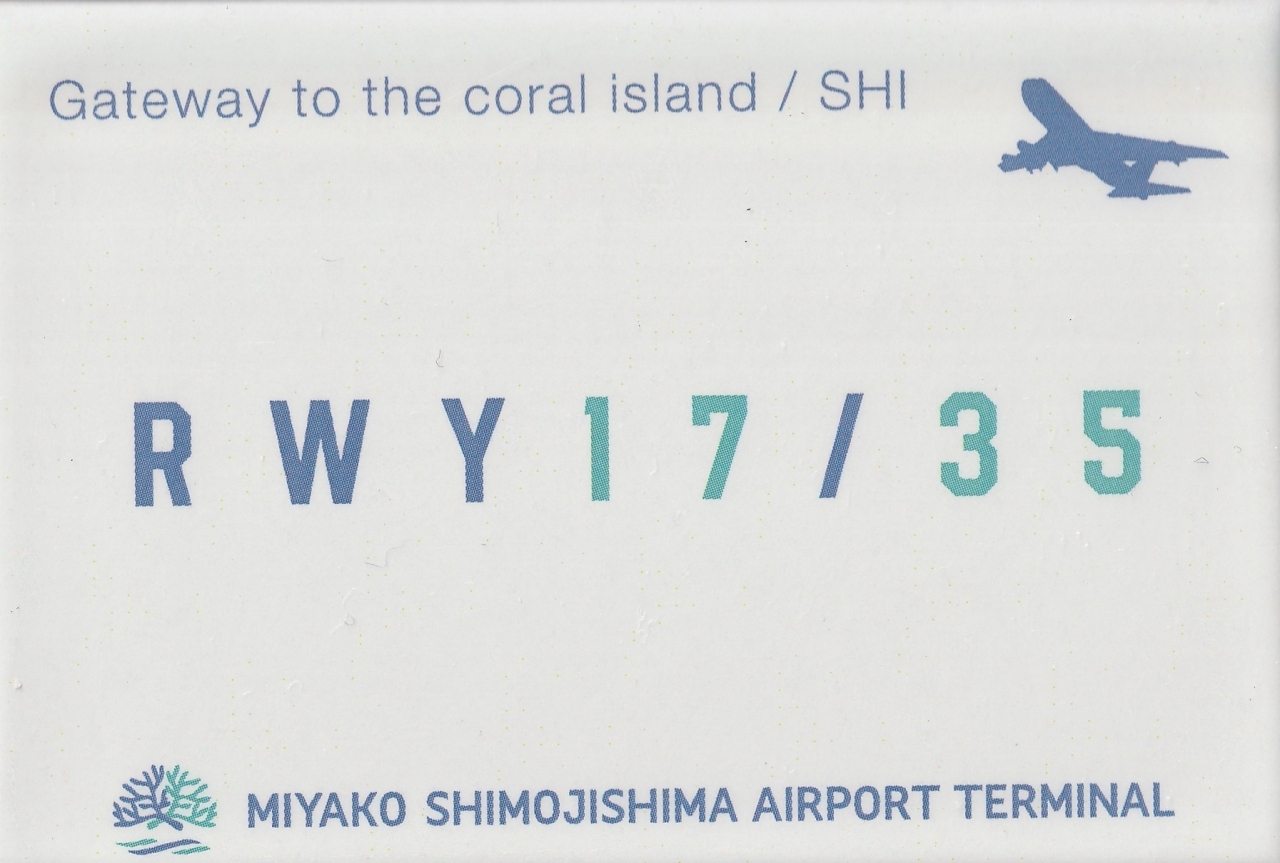 Gateway to the coral island / SHI
RWY17/35
MIYAKO SHIMOJISHIMA AIRPORT TERMINAL